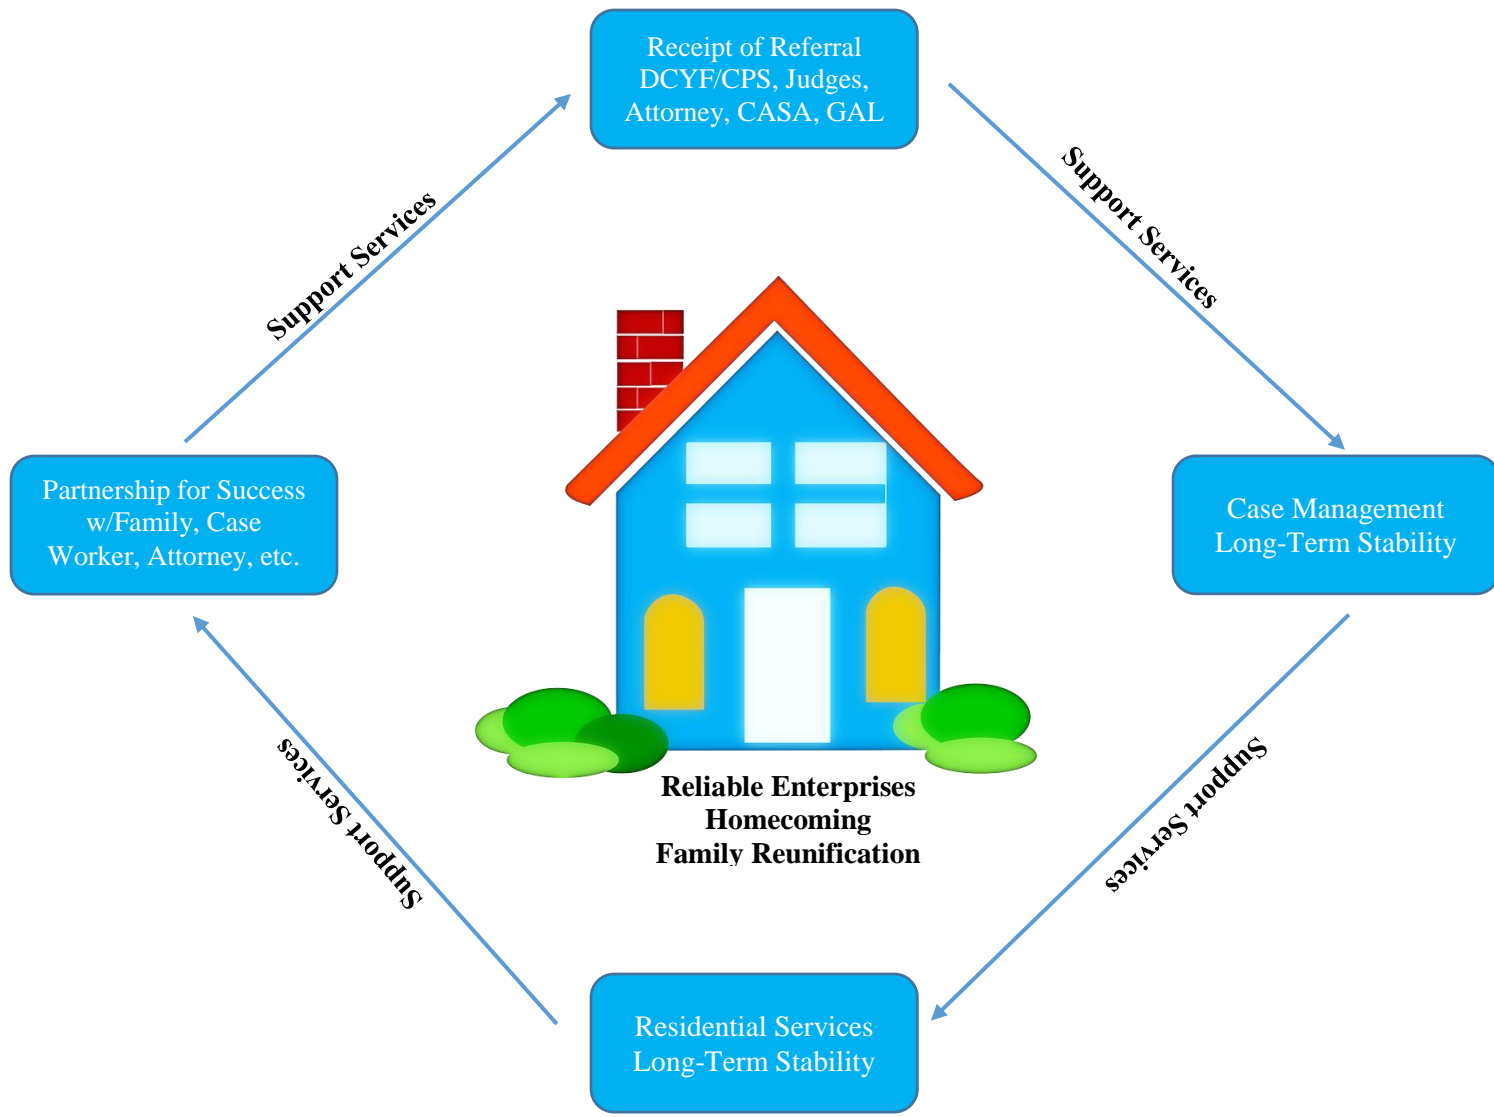 Receipt of Referral
DCYF/CPS, Judges,
Attorney, CASA, GAL
Support Services
Support Services
Partnership for Success
w/Family, Case
Worker, Attorney, etc.
Case Management
Long-Term Stability
Reliable Enterprises
Homecoming
Family Reunification
Support Services
Support Services
Residential Services
Long-Term Stability